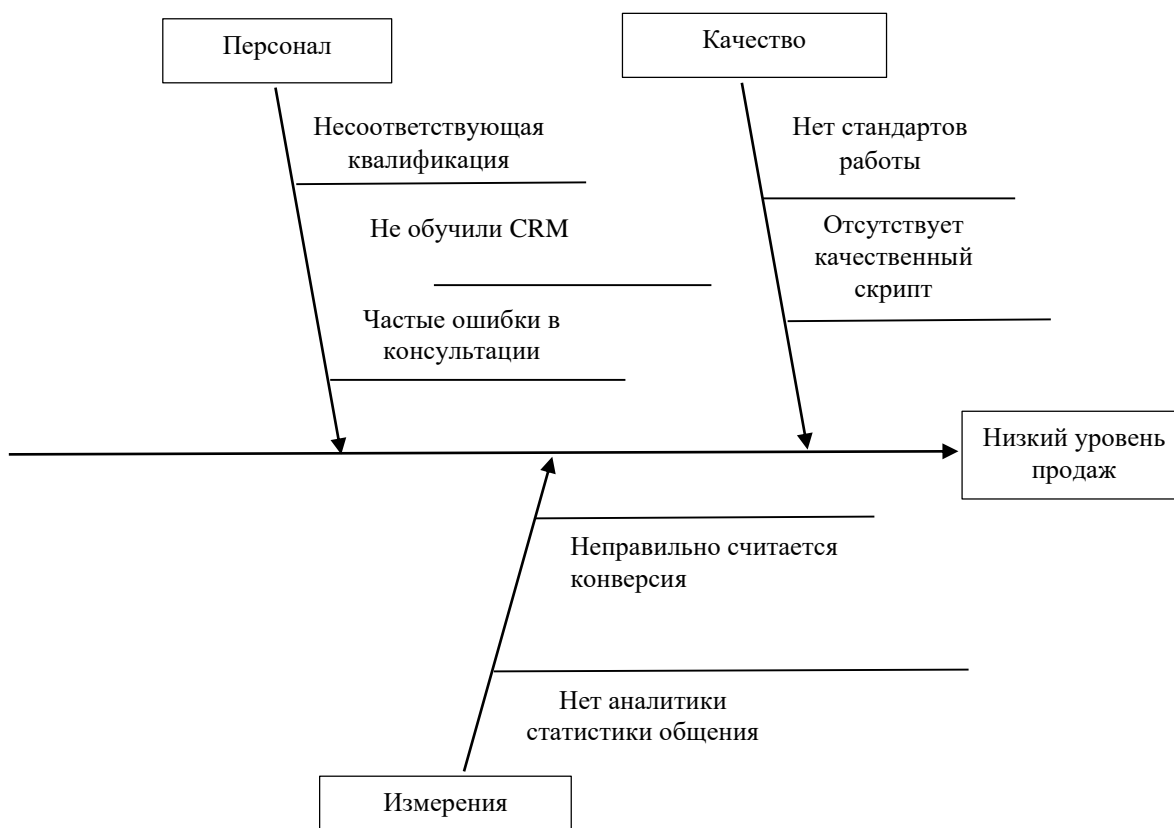 Персонал
Качество
Несоответствующая
квалификация
Не обучили CRM
Частые ошибки в
консультации
Нет стандартов
работы
Отсутствует
качественный
скрипт
Низкий уровень
продаж
Неправильно считается
конверсия
Нет аналитики
статистики общения
Измерения